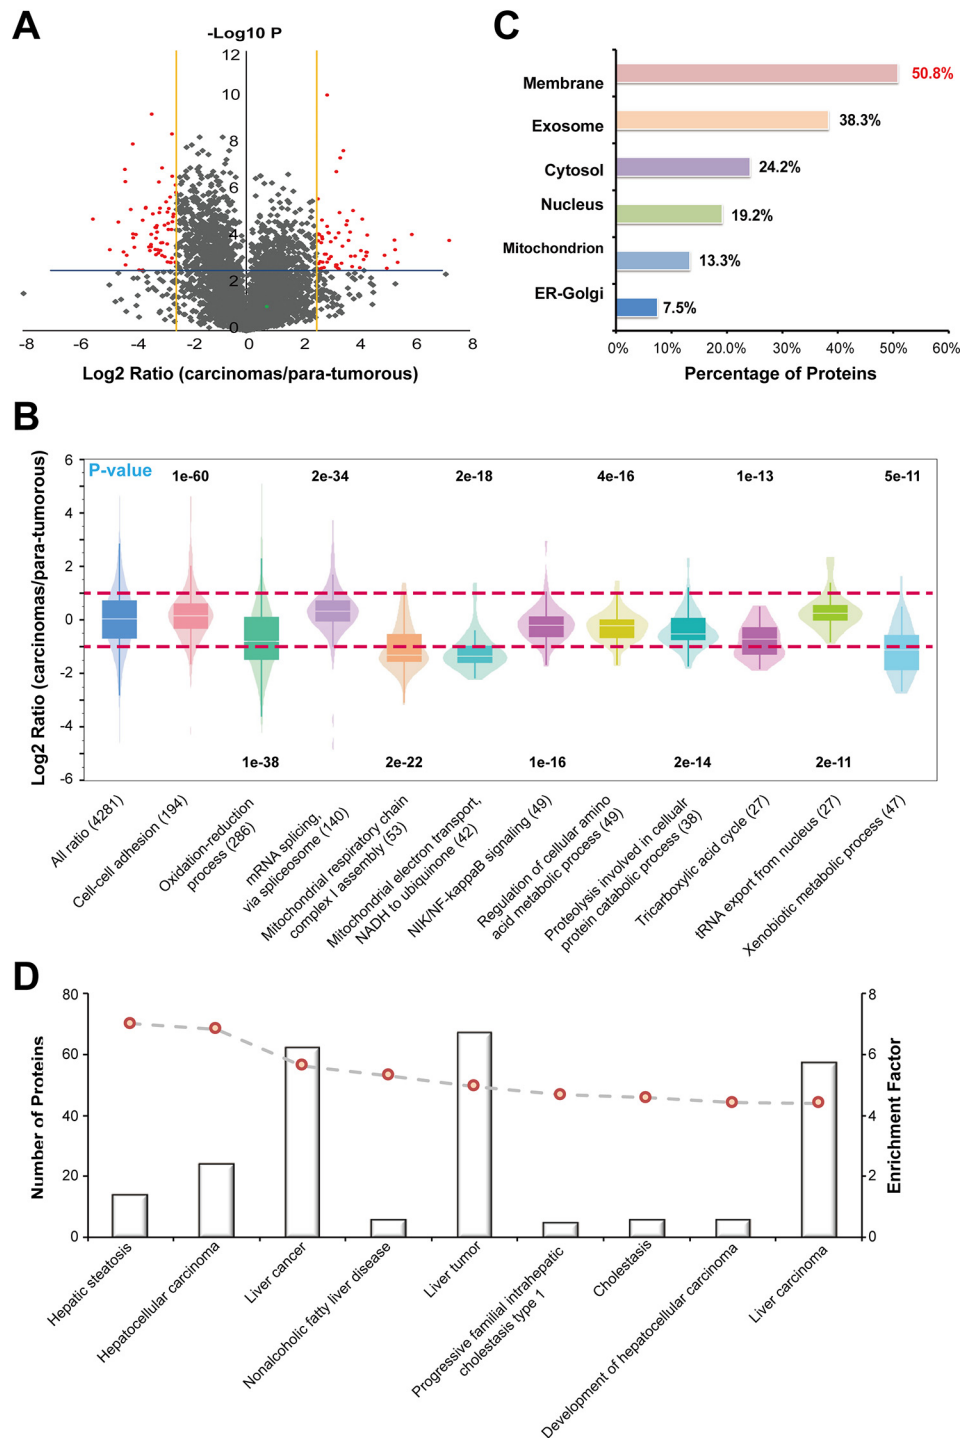 A
-Log10 P
12
10
8
6
4
2
0
-8
-6
-4
-2
0
2
4
6
8
Log2 Ratio (carcinomas/para-tumorous)
C
Membrane
50.8%
Exosome
38.3%
Cytosol
24.2%
Nucleus
19.2%
Mitochondrion
13.3%
ER-Golgi
7.5%
0%
10%
20.0%
30%
40%
50%
60%
Percentage of Proteins
B
Log2 Ratio (carcinomas/para-tumorous)
6
4
2
0
-2
-4
-6
P-value
1e-60
2e-34
2e-18
4e-16
1e-13
5e-11
1e-38
2e-22
1e-16
2e-14
2e-11
All ratio (4281)
Cell-cell adhesion (194)
Oxidation-reduction
process (286)
mRNA splicing,
via spliceosome (140)
Mitochondrial respiratory chain
complex I assembly (53)
Mitochondrial electron transport,
NADH to ubiquinone (42)
NIK/NF-kappaB signaling (49)
Regulation of cellular amino
acid metabolic process (49)
Proteolysis involved in cellualr
protein catabolic process (38)
Tricarboxylic acid cycle (27)
tRNA export from nucleus (27)
Xenobiotic metabolic process (47)
D
Number of Proteins
80
60
40
20
0
8
6
4
2
0
Enrichment Factor
Hepatic steatosis
Hepatocellular carcinoma
Liver cancer
Nonalcoholic fatty liver disease
Liver tumor
Progressive familial intrahepatic
cholestasis type 1
Cholestasis
Development of hepatocellular carcinoma
Liver carcinoma